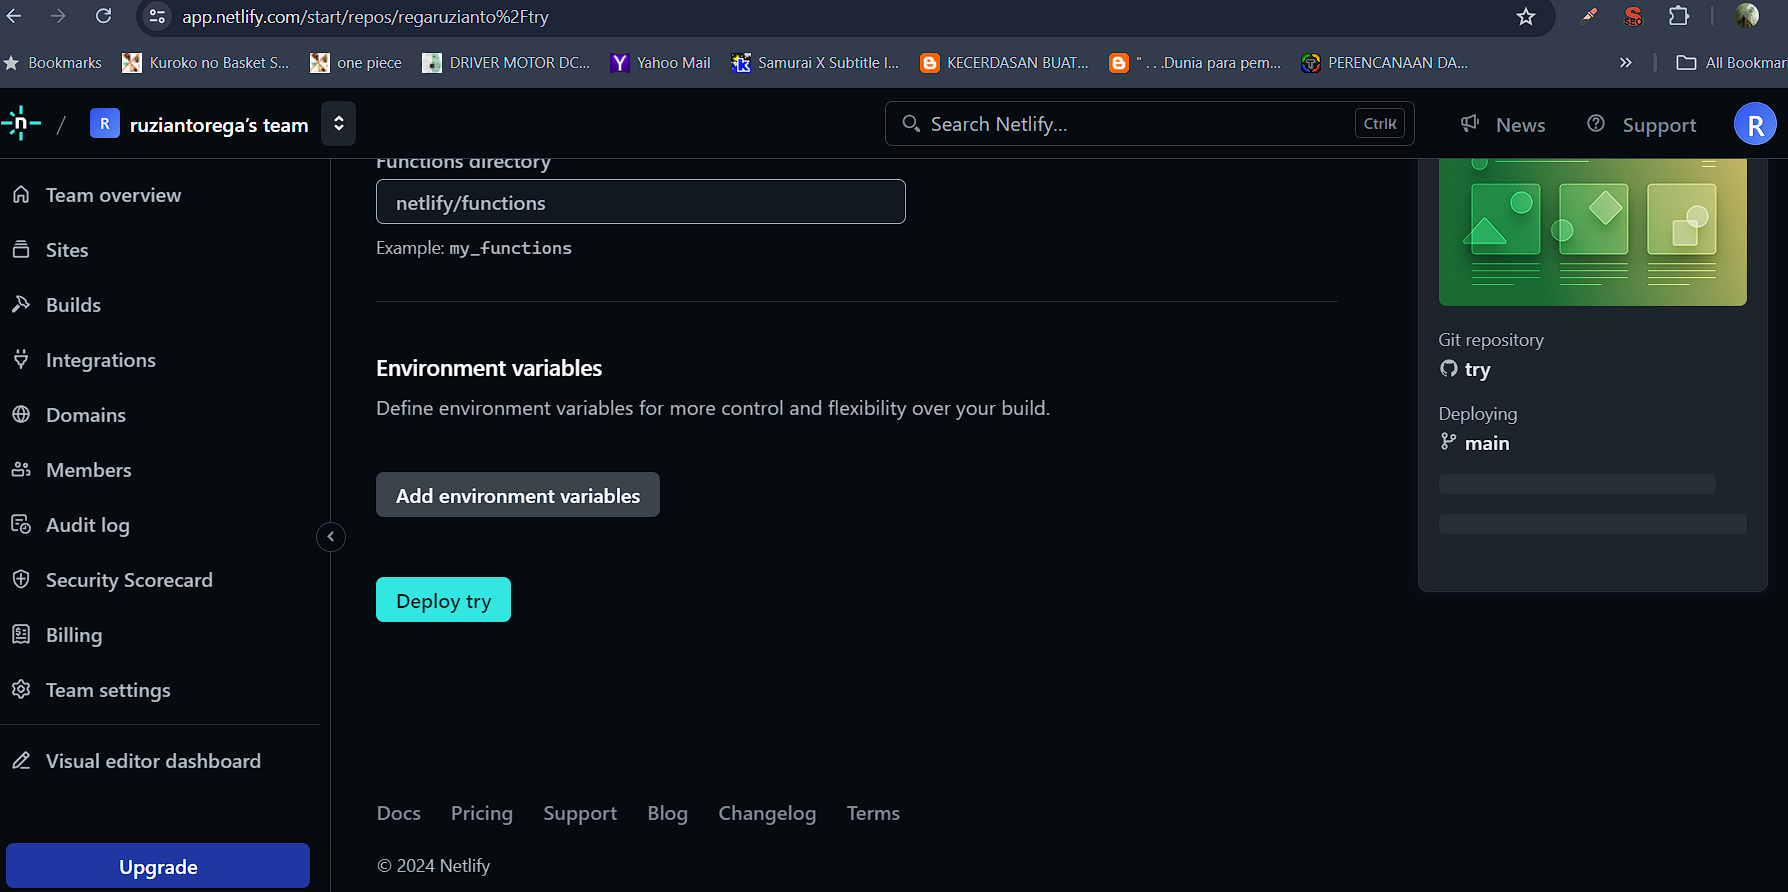 app.netlify.com/start/repos/regaruzianto%2Ftry
SEO
Bookmarks
Kuroko no Basket S...
one piece
DRIVER MOTOR DC...
Yahoo Mail
Samurai X Subtitle I...
KECERDASAN BUAT...
" . . .Dunia para pem...
PERENCANAAN DA...
All Bookmar
n / R ruziantorega's team
Search Netlify... CtrlK
News
Support
R
Team overview
Sites
Builds
Integrations
Domains
Members
Audit log
Security Scorecard
Billing
Team settings
Visual editor dashboard
Upgrade
Functions directory
netlify/functions
Example: my_functions
Environment variables
Define environment variables for more control and flexibility over your build.
Add environment variables
Deploy try
Git repository
try
Deploying
main
Docs Pricing Support Blog Changelog Terms
© 2024 Netlify